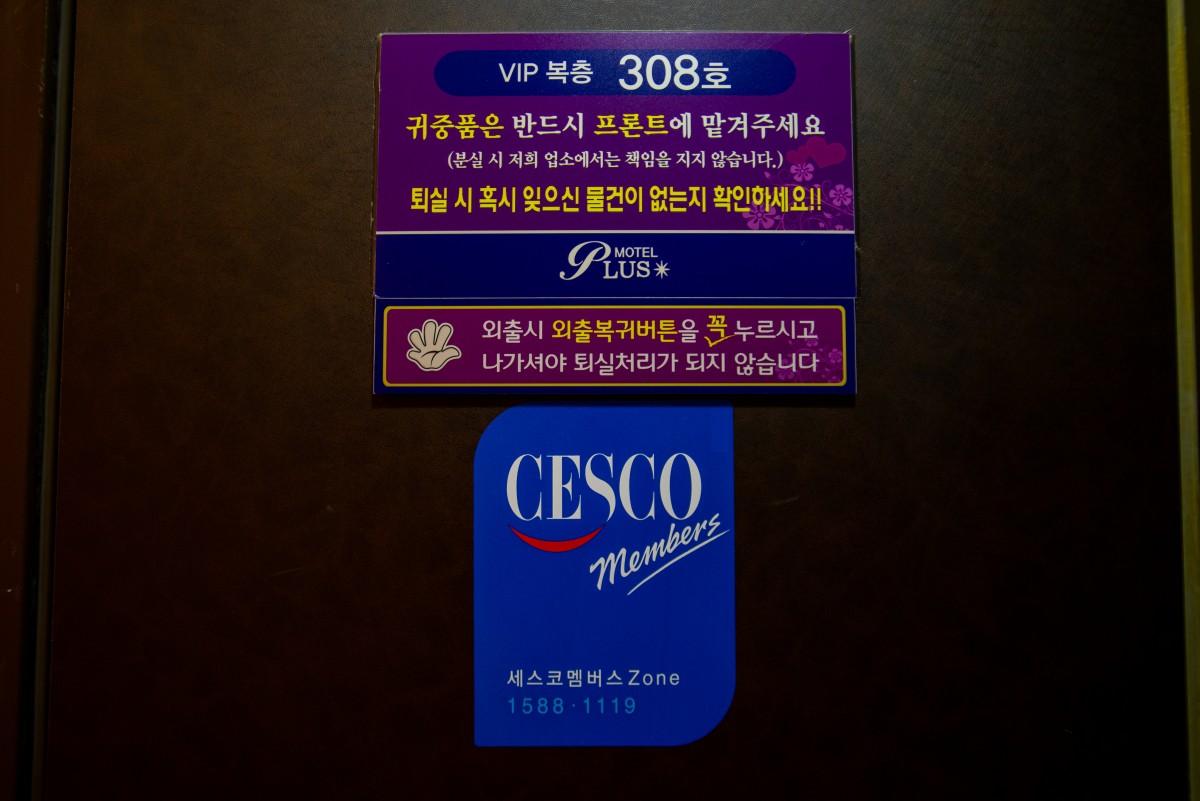 VIP 복층 308호
귀중품은 반드시 프론트에 맡겨주세요
(분실 시 저희 업소에서는 책임을 지지 않습니다.)
퇴실 시 혹시 잊으신 물건이 없는지 확인하세요!!
MOTEL
PLUS
외출시 외출복귀버튼을 꼭 누르시고
나가셔야 퇴실처리가 되지 않습니다
CESCO
Members
세스코멤버스 Zone
1588·1119